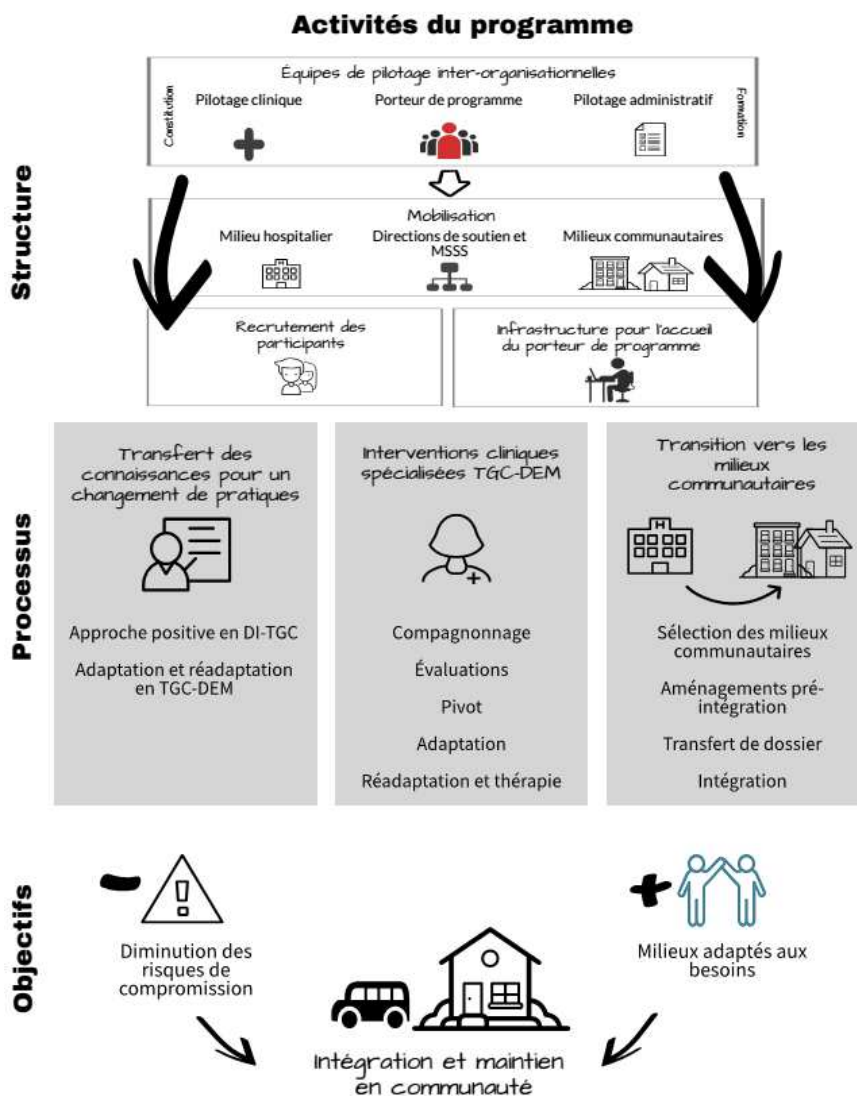 Activités du programme
Structure
Équipes de pilotage inter-organisationnelles
Constitution
Pilotage clinique
Porteur de programme
Pilotage administratif
Formation
Mobilisation
Milieu hospitalier
Directions de soutien et
MSSS
Milieux communautaires
Recrutement des
participants
Infrastructure pour l'accueil
du porteur de programme
Processus
Transfert des
connaissances pour un
changement de pratiques
Approche positive en DI-TGC
Adaptation et réadaptation
en TGC-DEM
Interventions cliniques
spécialisées TGC-DEM
Compagnonnage
Évaluations
Pivot
Adaptation
Réadaptation et thérapie
Transition vers les
milieux
communautaires
H
Sélection des milieux
communautaires
Aménagements pré-
intégration
Transfert de dossier
Intégration
Objectifs
Diminution des
risques de
compromission
Milieux adaptés aux
besoins
Intégration et maintien
en communauté